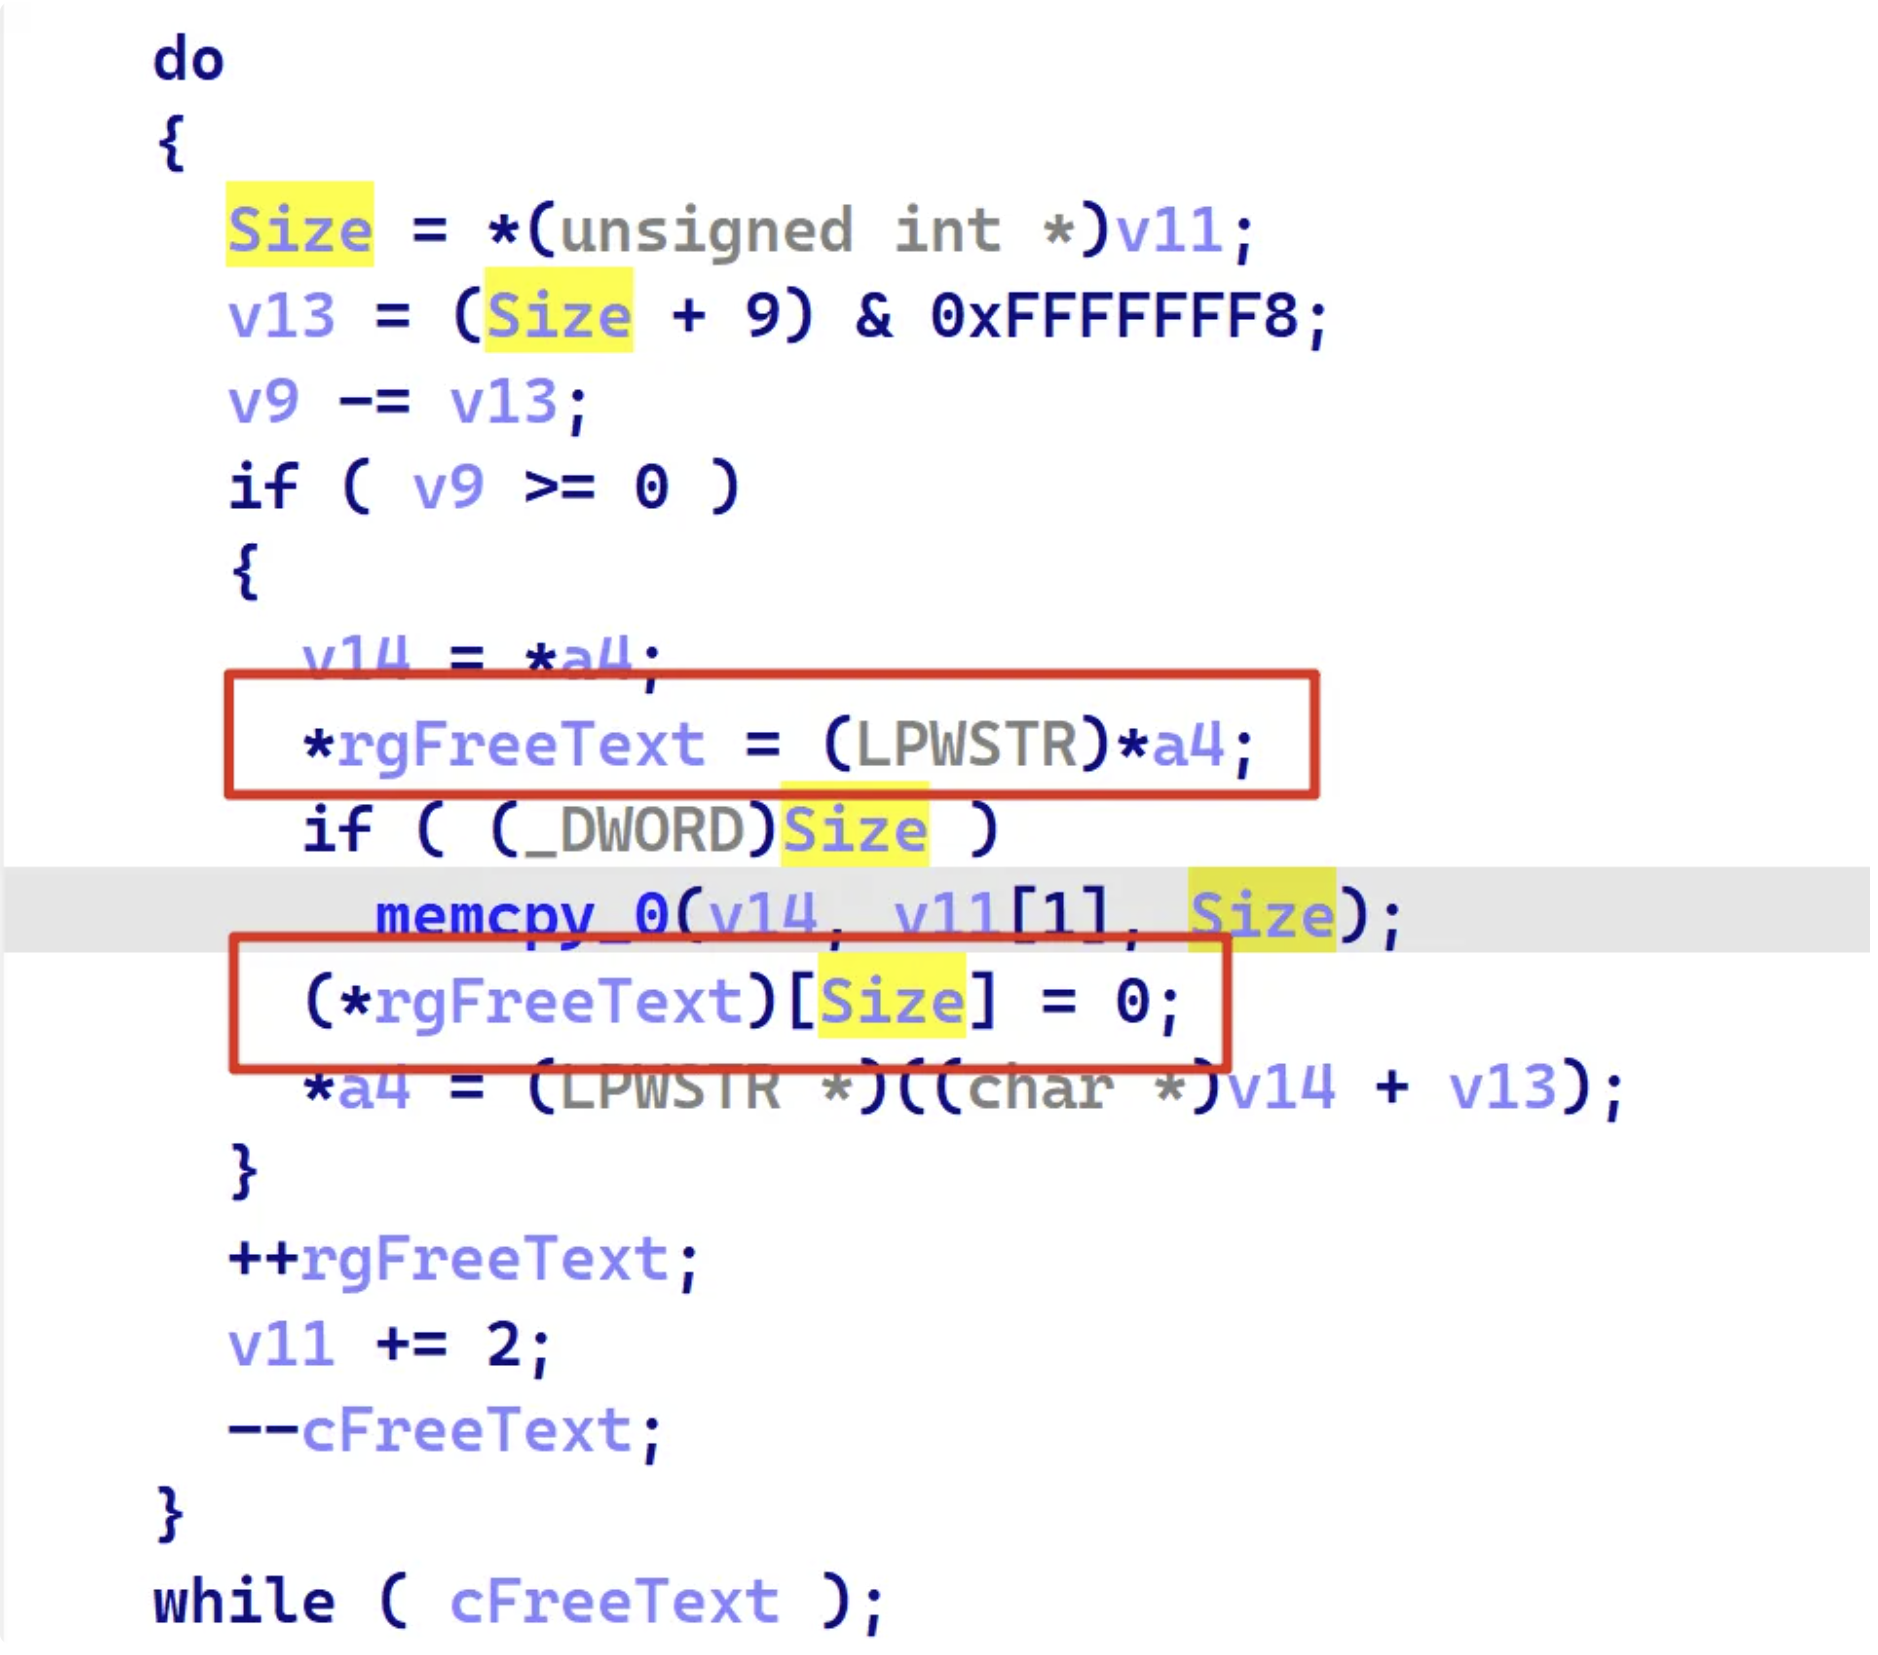 do
{
Size = *(unsigned int *)v11;
v13 = (Size + 9) & 0xFFFFFFF8;
v9 -= v13;
if ( v9 >= 0 )
{
v14 = *a4;
*rgFreeText = (LPWSTR)*a4;
if ( (_DWORD)Size )
memcpy_0(v14, v11[1], Size);
(*rgFreeText)[Size] = 0;
*a4 = (LPWSTR *)((char *)v14 + v13);
}
++rgFreeText;
v11 += 2;
--cFreeText;
}
while ( cFreeText );